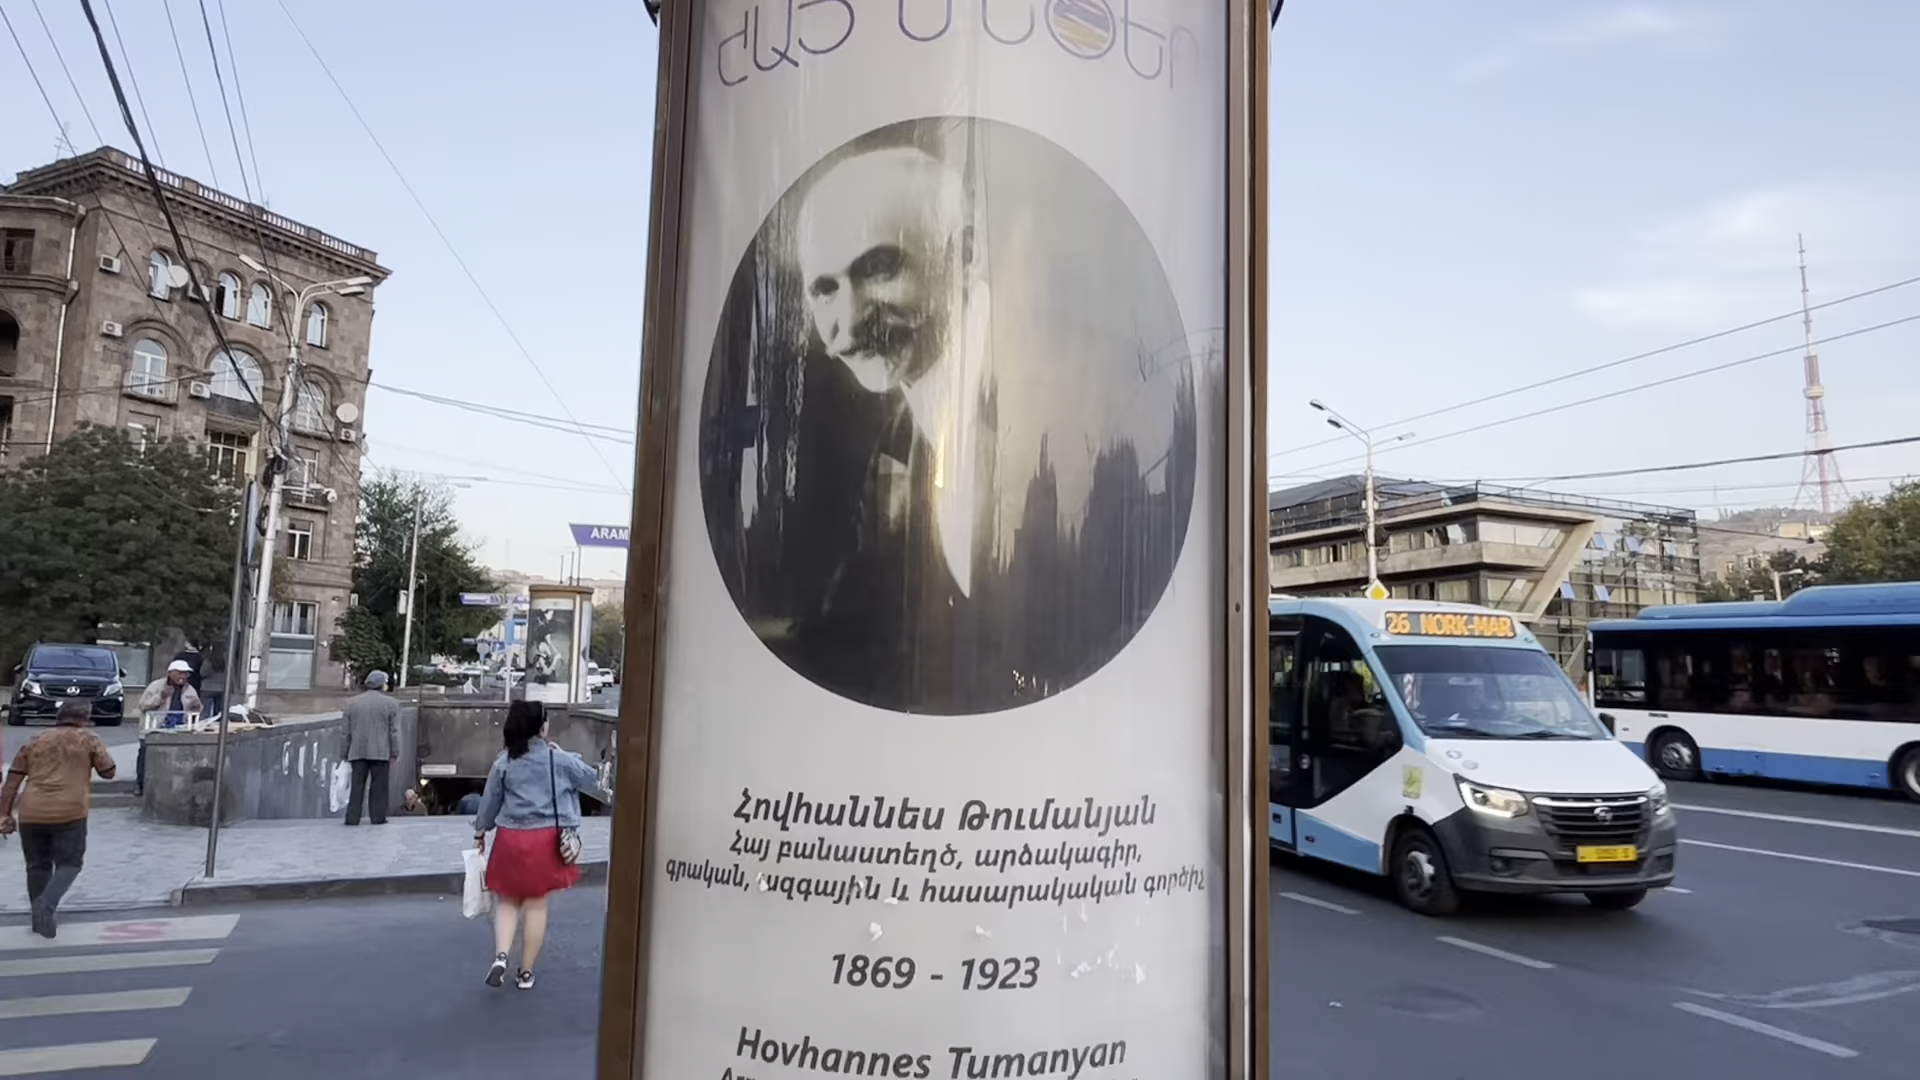 ՄԵԾԵՐ
ARAM
26 NORK-MAR
Հովհաննես Թումանյան
Հայ բանաստեղծ, արձակագիր,
գրական, ազգային և հասարակական գործիչ
1869 - 1923
Hovhannes Tumanyan